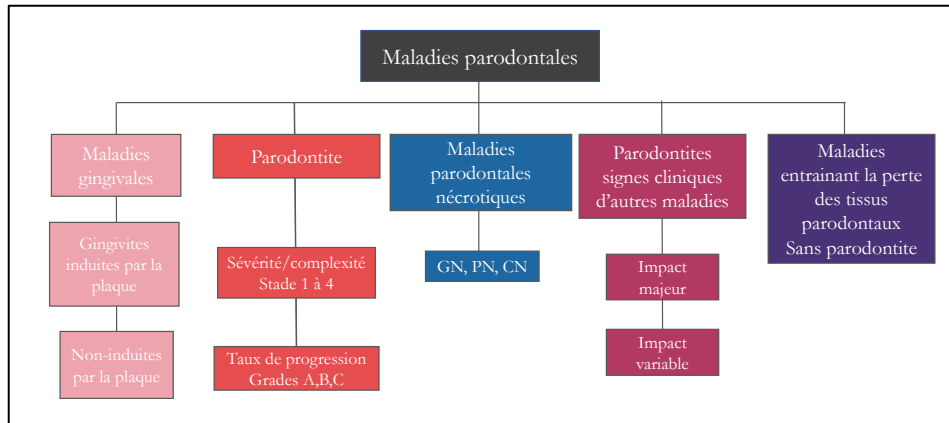 Maladies parodontales
Maladies
gingivales
Gingivites
induites par la
plaque
Non-induites
par la plaque
Parodontite
Sévérité/complexité
Stade 1 à 4
Taux de progression
Grades A,B,C
Maladies
parodontales
nécrotiques
GN, PN, CN
Parodontites
signes cliniques
d'autres maladies
Impact
majeur
Impact
variable
Maladies
entrainant la perte
des tissus
parodontaux
Sans parodontite